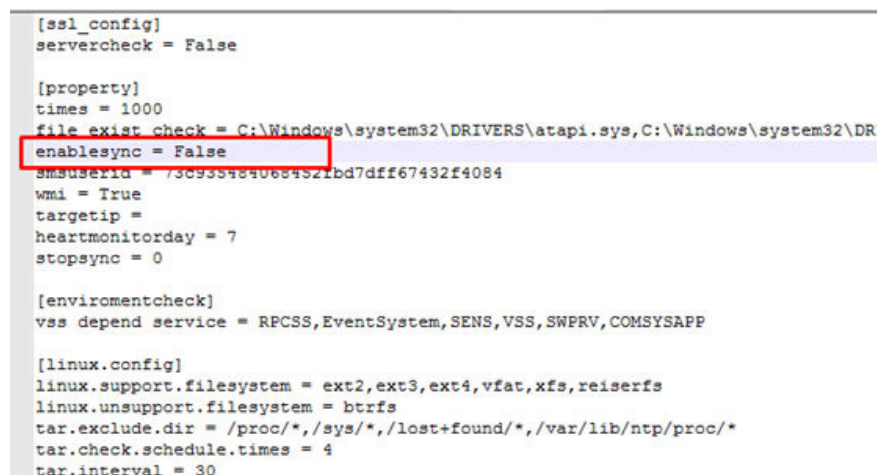 [ssl_config]
servercheck = False
[property]
times = 1000
file exist check = C:\Windows\system32\DRIVERS\atapi.sys,C:\Windows\system32\DR
enablesync = False
smsuserid =
wmi = True
targetip =
heartmonitorday = 7
stopsync = 0
[enviromentcheck]
vss depend service = RPCSS,EventSystem,SENS,VSS,SWPRV,COMSYSAPP
[linux.config]
linux.support.filesystem = ext2,ext3,ext4,vfat,xfs,reiserfs
linux.unsupport.filesystem = btrfs
tar.exclude.dir = /proc/*,/sys/*,/lost+found/*,/var/lib/ntp/proc/*
tar.check.schedule.times = 4
tar.interval = 30